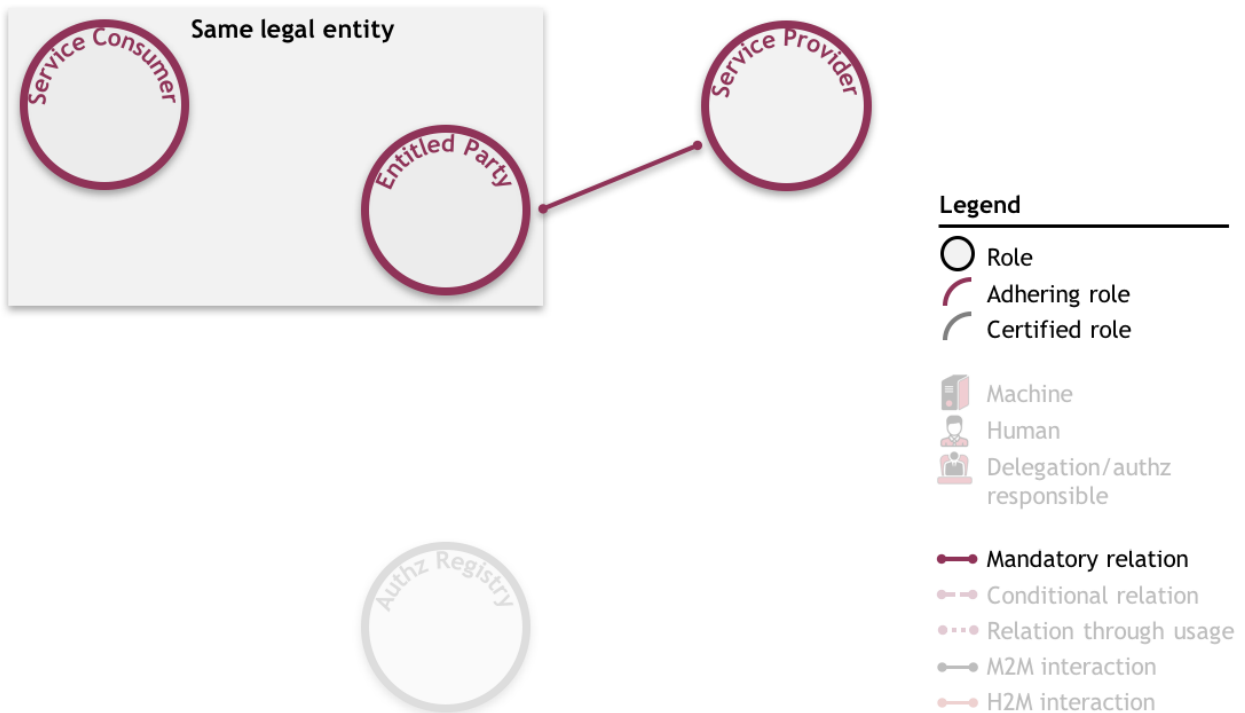 Same legal entity
Service Consumer
Entitled Party
Service Provider
Authz Registry
Legend
Role
Adhering role
Certified role
Machine
Human
Delegation/authz
responsible
Mandatory relation
Conditional relation
Relation through usage
M2M interaction
H2M interaction